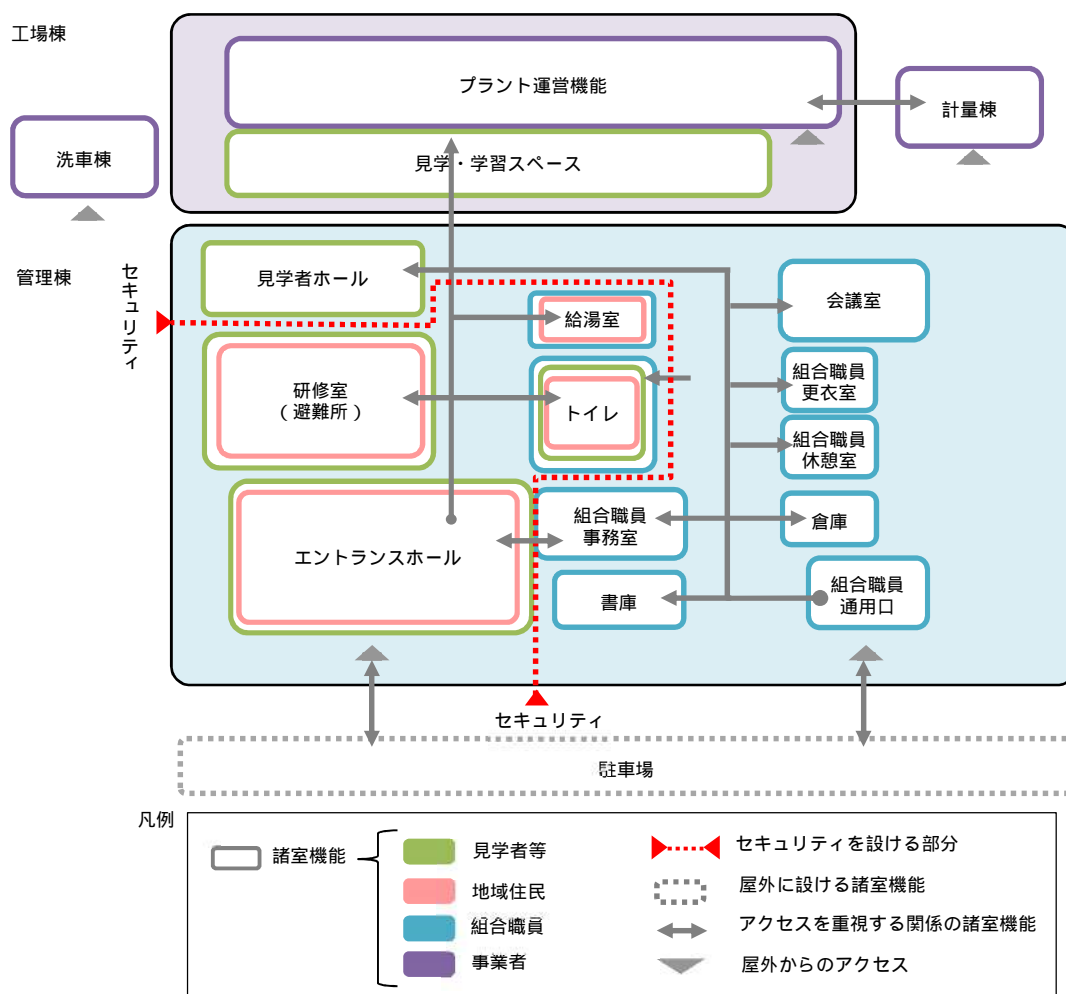 工場棟
プラント運営機能
計量棟
洗車棟
見学・学習スペース
管理棟
セキュリティ
見学者ホール
給湯室
会議室
研修室
(避難所)
トイレ
組合職員
更衣室
組合職員
休憩室
エントランスホール
組合職員
事務室
倉庫
書庫
組合職員
通用口
セキュリティ
駐車場
凡例
諸室機能
見学者等
地域住民
組合職員
事業者
セキュリティを設ける部分
屋外に設ける諸室機能
アクセスを重視する関係の諸室機能
屋外からのアクセス